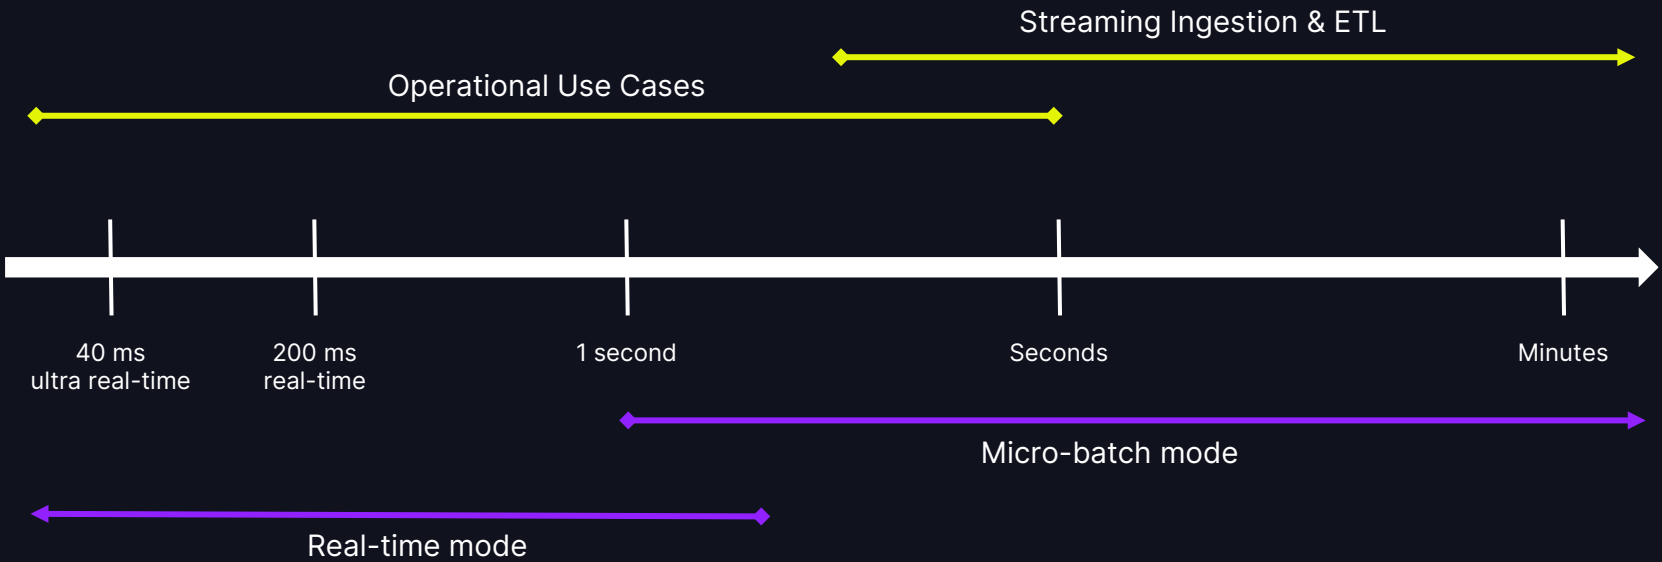 Streaming Ingestion & ETL
Operational Use Cases
40 ms
ultra real-time
200 ms
real-time
1 second
Seconds
Minutes
Micro-batch mode
Real-time mode